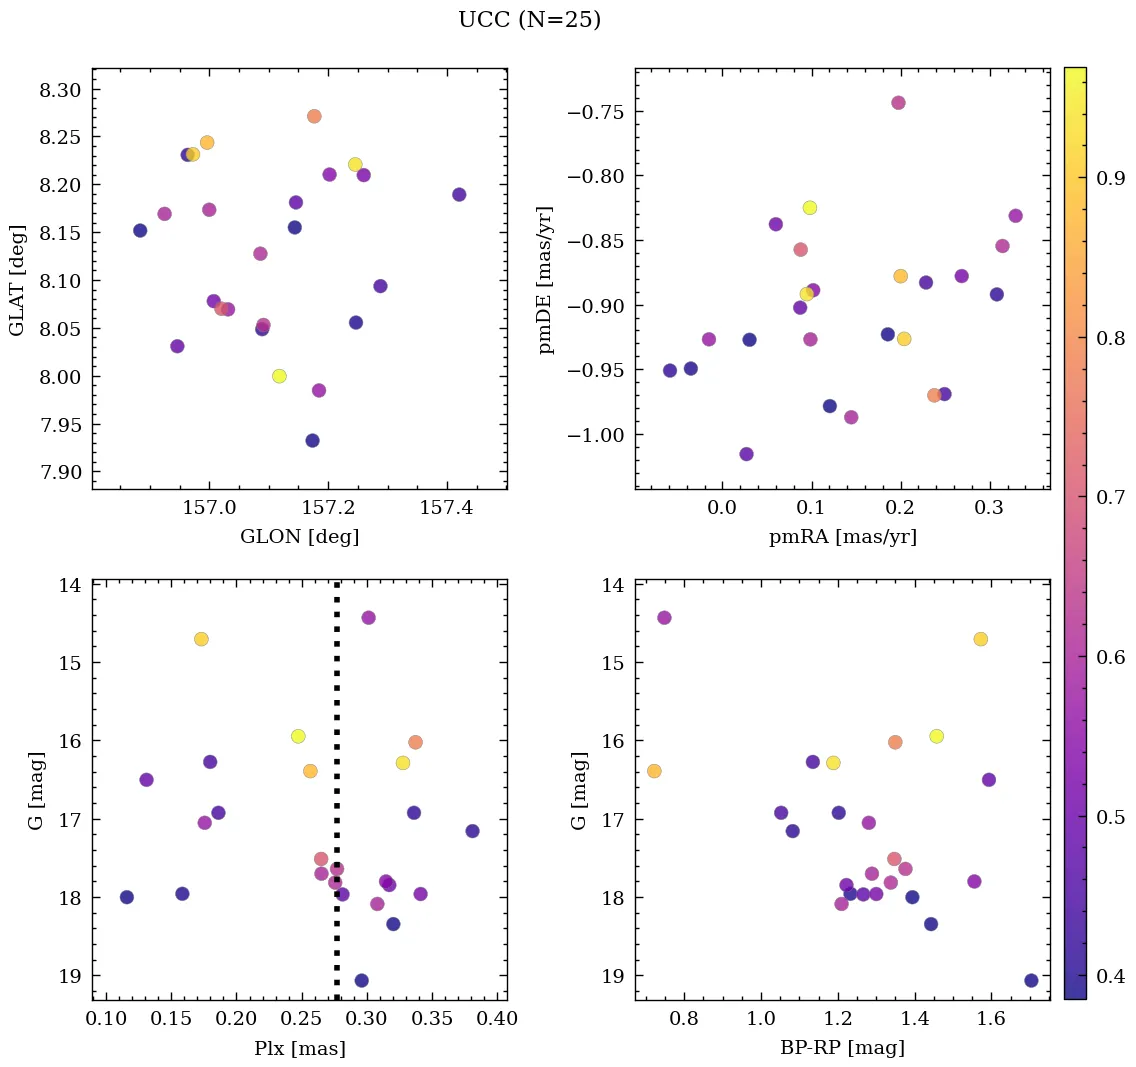 UCC (N=25)
8.30
8.25
8.20
8.15
8.10
8.05
8.00
7.95
7.90
GLAT [deg]
157.0 157.2 157.4
GLON [deg]
−0.75
−0.80
−0.85
−0.90
−0.95
−1.00
pmDE [mas/yr]
0.0 0.1 0.2 0.3
pmRA [mas/yr]
14
15
16
17
18
19
G [mag]
0.10 0.15 0.20 0.25 0.30 0.35 0.40
Plx [mas]
14
15
16
17
18
19
G [mag]
0.8 1.0 1.2 1.4 1.6
BP-RP [mag]
0.9
0.8
0.7
0.6
0.5
0.4